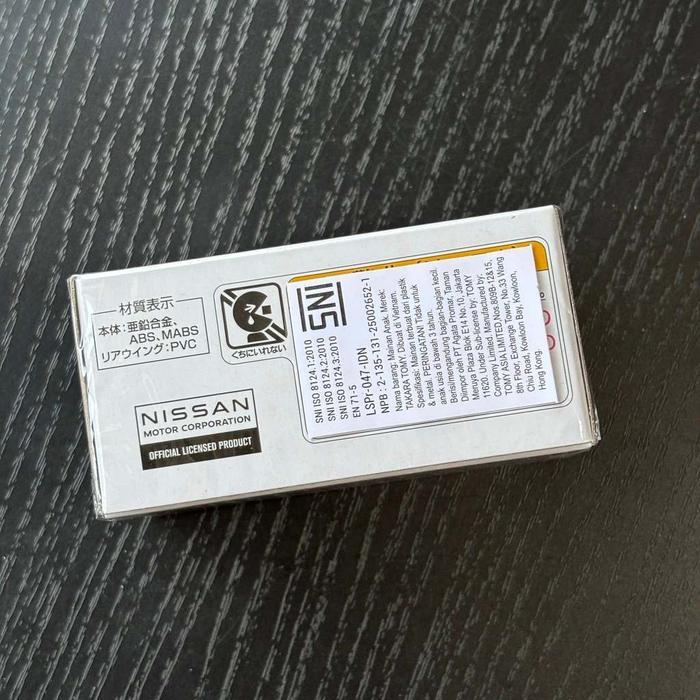 材質表示
本体:亜鉛合金、
ABS、MABS
リアウイング:PVC
くちにいれない
NISSAN
MOTOR CORPORATION
OFFICIAL LICENSED PRODUCT
SNI
SNI ISO 8124.1:2010
SNI ISO 8124.2:2010
SNI ISO 8124.3:2010
EN 71-5
LSPr-047-IDN
NPB : 2-135-131-25002652-1
Nama barang: Mainan Anak. Merek:
TAKARA TOMY. Dibuat di Vietnam.
Spesifikasi: Mainan terbuat dari plastik
& metal. PERINGATAN! Tidak untuk
anak usia di bawah 3 tahun.
Berisi/mengandung bagian-bagian kecil.
Diimpor oleh PT Agata Promar, Taman
Meruya Plaza Blok E14 No.10, Jakarta
11620. Under Sub-license by: TOMY
Company Limited. Manufactured by:
TOMY ASIA LIMITED,Nos.809B-12&15,
8th Floor, Exchange Tower, No.33 Wang
Chiu Road, Kowloon Bay, Kowloon,
Hong Kong.